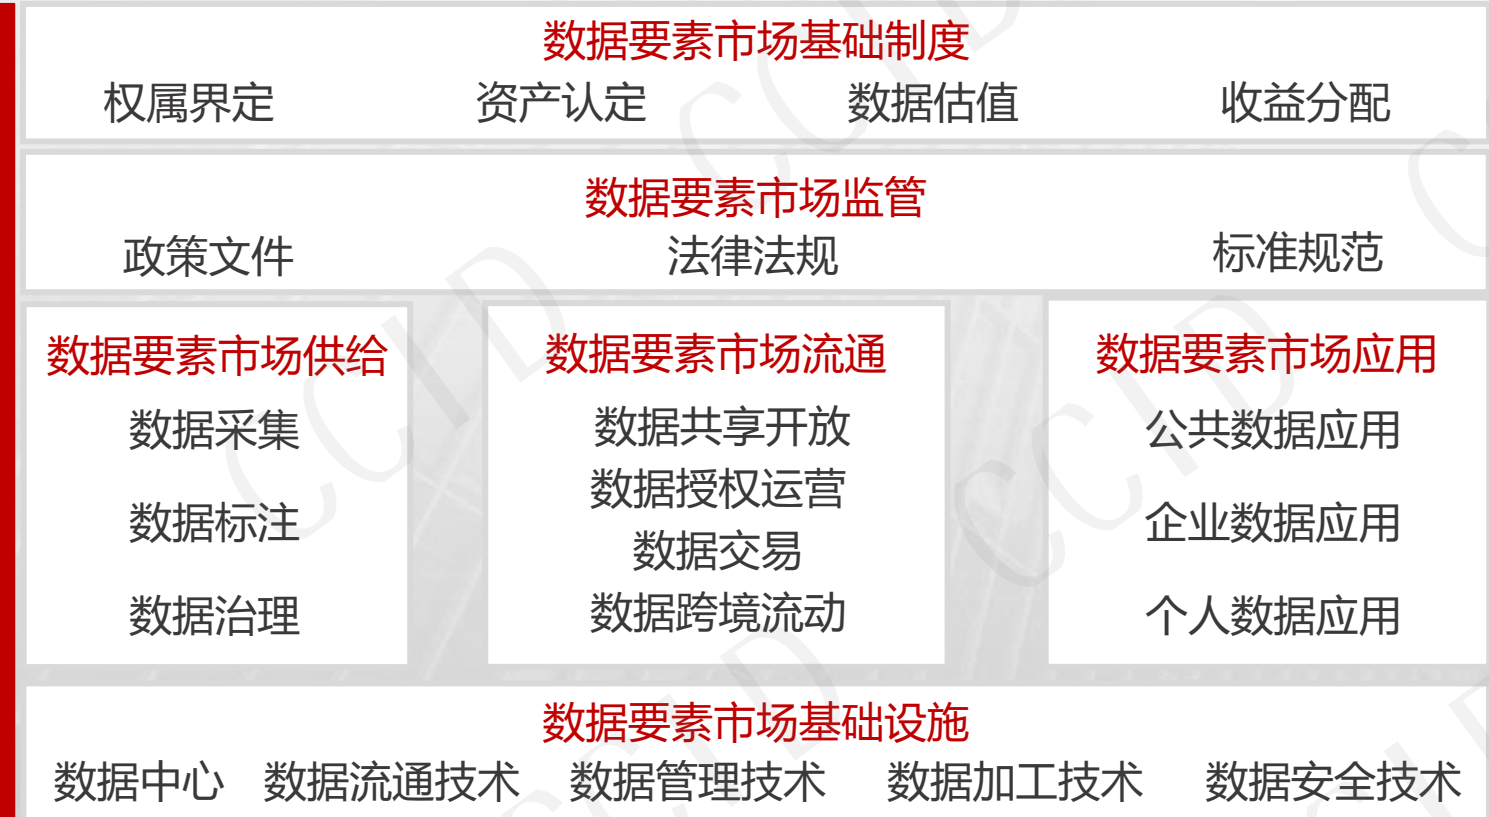 数据要素市场基础制度
权属界定 资产认定 数据估值 收益分配
数据要素市场监管
政策文件 法律法规 标准规范
数据要素市场供给
数据采集
数据标注
数据治理
数据要素市场流通
数据共享开放
数据授权运营
数据交易
数据跨境流动
数据要素市场应用
公共数据应用
企业数据应用
个人数据应用
数据要素市场基础设施
数据中心 数据流通技术 数据管理技术 数据加工技术 数据安全技术
CCID
CCID
CCID